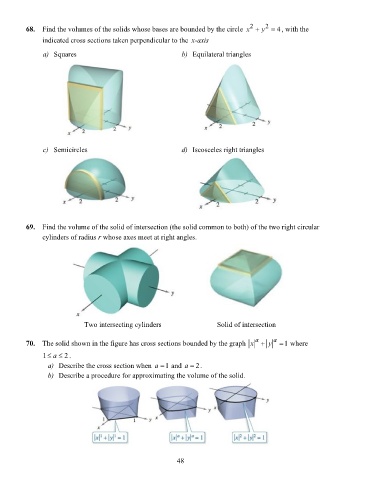 68. Find the volumes of the solids whose bases are bounded by the circle x² + y² = 4, with the
indicated cross sections taken perpendicular to the x-axis
a) Squares b) Equilateral triangles
x 2 2 y x 2 2 y
c) Semicircles d) Isosceles right triangles
x 2 2 y x 2 2 y
69. Find the volume of the solid of intersection (the solid common to both) of the two right circular
cylinders of radius r whose axes meet at right angles.
y
x
Two intersecting cylinders Solid of intersection
70. The solid shown in the figure has cross sections bounded by the graph |x|ᵃ + |y|ᵃ = 1 where
1 ≤ a ≤ 2.
a) Describe the cross section when a = 1 and a = 2.
b) Describe a procedure for approximating the volume of the solid.
x 1 1 y x y x y
|x|¹ + |y|¹ = 1 |x|ᵃ + |y|ᵃ = 1 |x|² + |y|² = 1
48